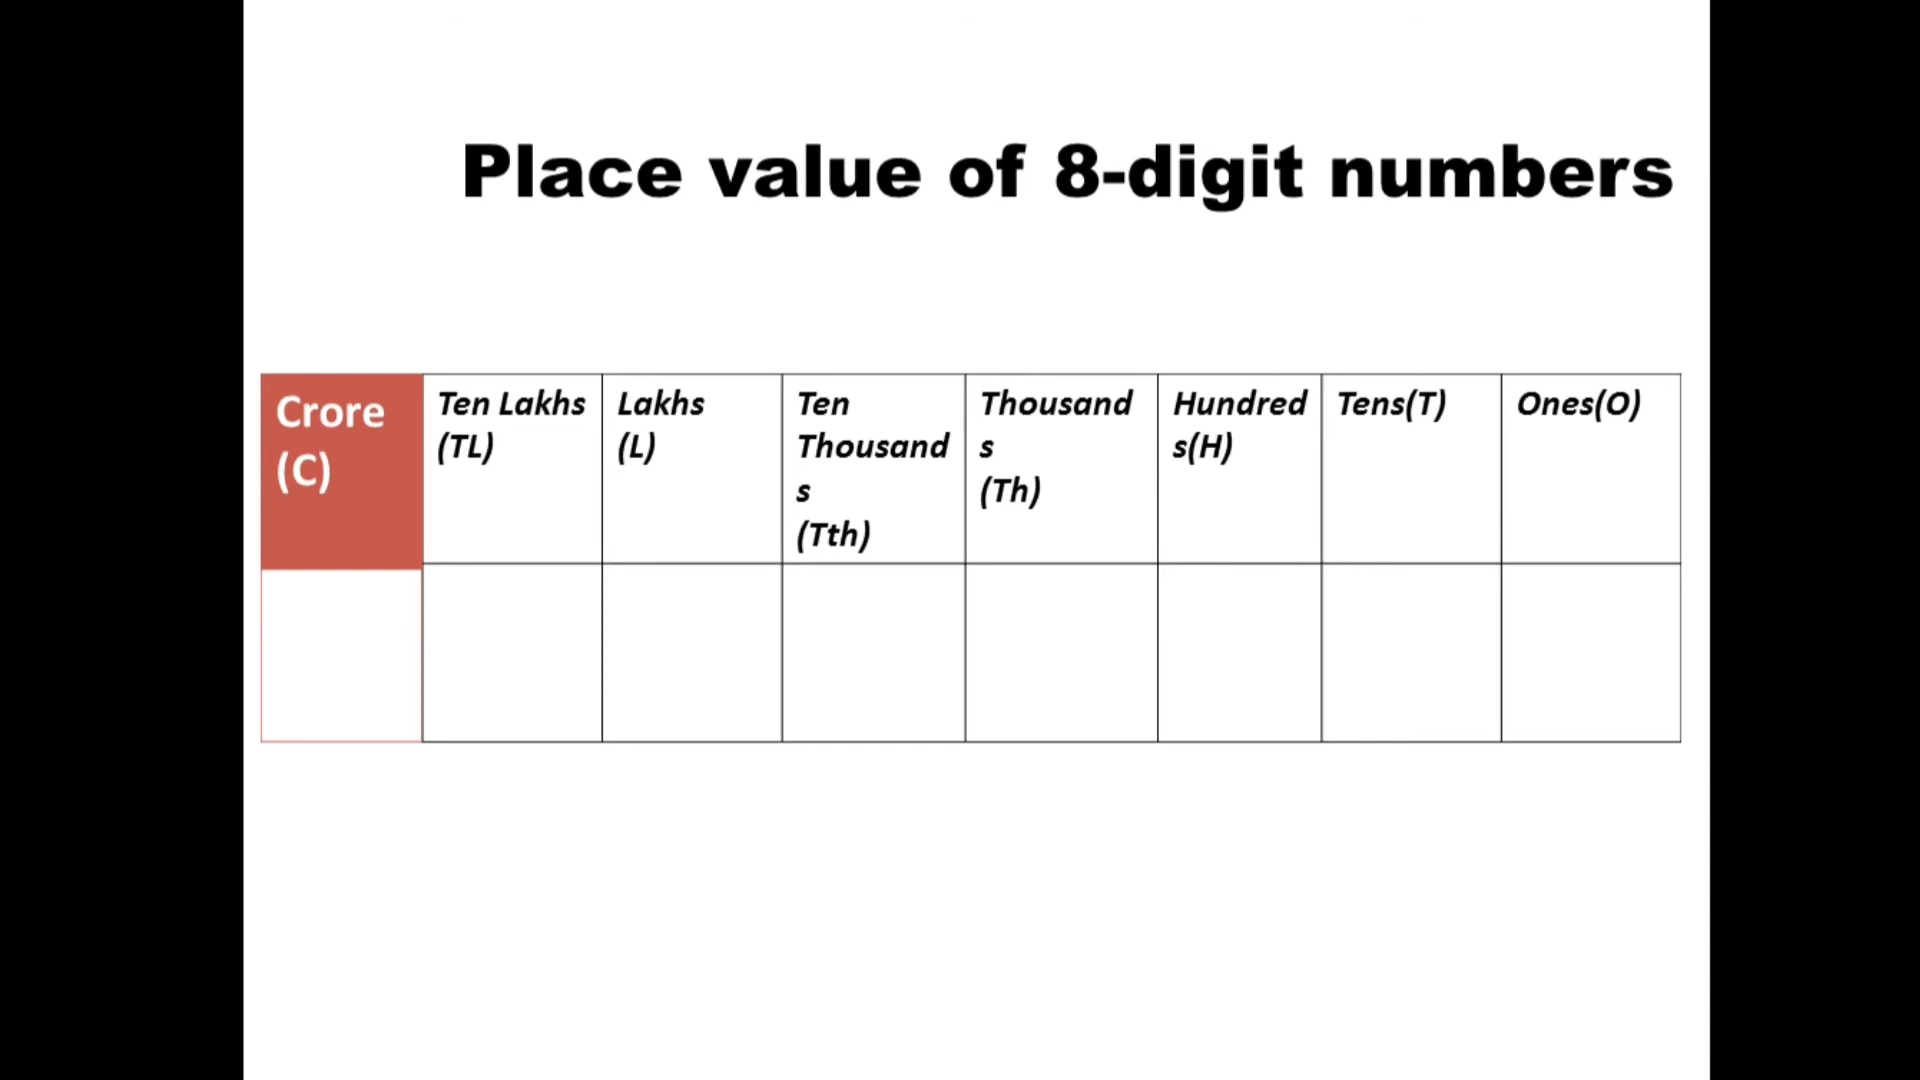 Place value of 8-digit numbers
Crore
(C)
Ten Lakhs
(TL)
Lakhs
(L)
Ten
Thousand
s
(Tth)
Thousand
s
(Th)
Hundred
s(H)
Tens(T)
Ones(O)